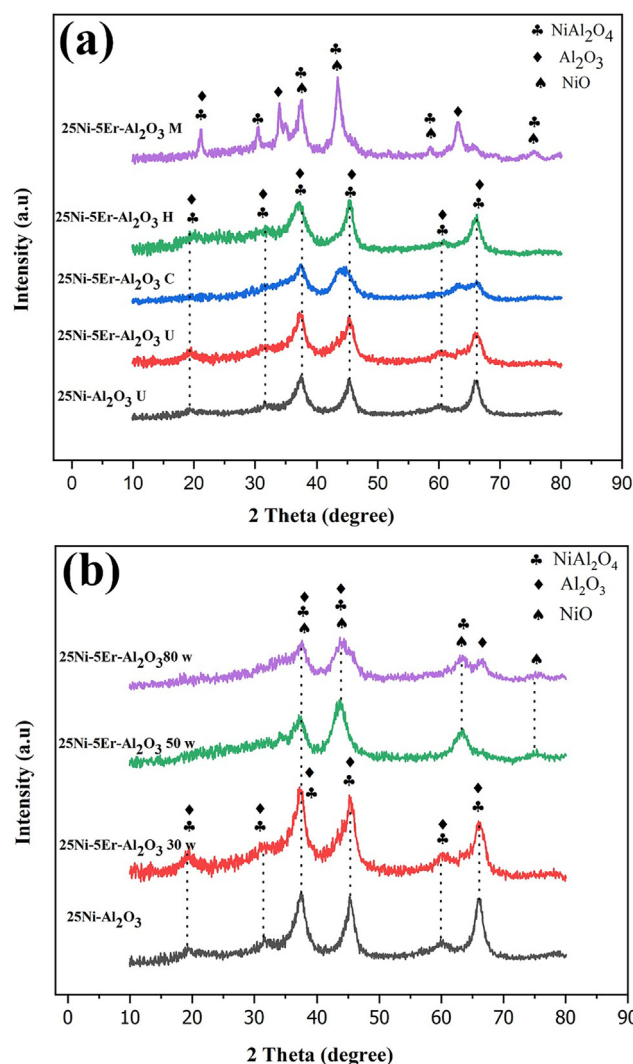 (a)
♣ NiAl₂O₄
♦ Al₂O₃
♠ NiO
25Ni-5Er-Al₂O₃ M
25Ni-5Er-Al₂O₃ H
25Ni-5Er-Al₂O₃ C
25Ni-5Er-Al₂O₃ U
25Ni-Al₂O₃ U
Intensity (a.u)
0 10 20 30 40 50 60 70 80 90
2 Theta (degree)
(b)
♣ NiAl₂O₄
♦ Al₂O₃
♠ NiO
25Ni-5Er-Al₂O₃80 w
25Ni-5Er-Al₂O₃ 50 w
25Ni-5Er-Al₂O₃ 30 w
25Ni-Al₂O₃
Intensity (a.u)
0 10 20 30 40 50 60 70 80 90
2 Theta (degree)